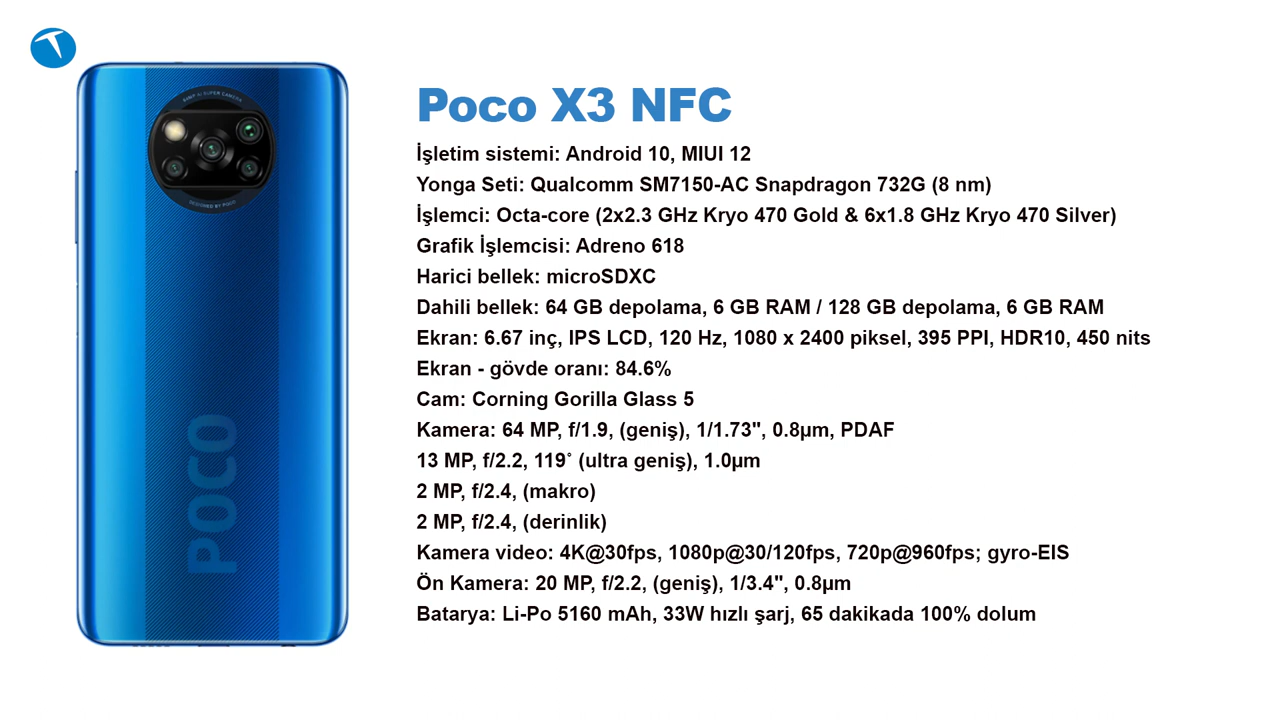 Poco X3 NFC
İşletim sistemi: Android 10, MIUI 12
Yonga Seti: Qualcomm SM7150-AC Snapdragon 732G (8 nm)
İşlemci: Octa-core (2x2.3 GHz Kryo 470 Gold & 6x1.8 GHz Kryo 470 Silver)
Grafik İşlemcisi: Adreno 618
Harici bellek: microSDXC
Dahili bellek: 64 GB depolama, 6 GB RAM / 128 GB depolama, 6 GB RAM
Ekran: 6.67 inç, IPS LCD, 120 Hz, 1080 x 2400 piksel, 395 PPI, HDR10, 450 nits
Ekran - gövde oranı: 84.6%
Cam: Corning Gorilla Glass 5
Kamera: 64 MP, f/1.9, (geniş), 1/1.73", 0.8µm, PDAF
13 MP, f/2.2, 119˚ (ultra geniş), 1.0µm
2 MP, f/2.4, (makro)
2 MP, f/2.4, (derinlik)
Kamera video: 4K@30fps, 1080p@30/120fps, 720p@960fps; gyro-EIS
Ön Kamera: 20 MP, f/2.2, (geniş), 1/3.4", 0.8µm
Batarya: Li-Po 5160 mAh, 33W hızlı şarj, 65 dakikada 100% dolum
64MP AI SUPER CAMERA
DESIGNED BY POCO
POCO